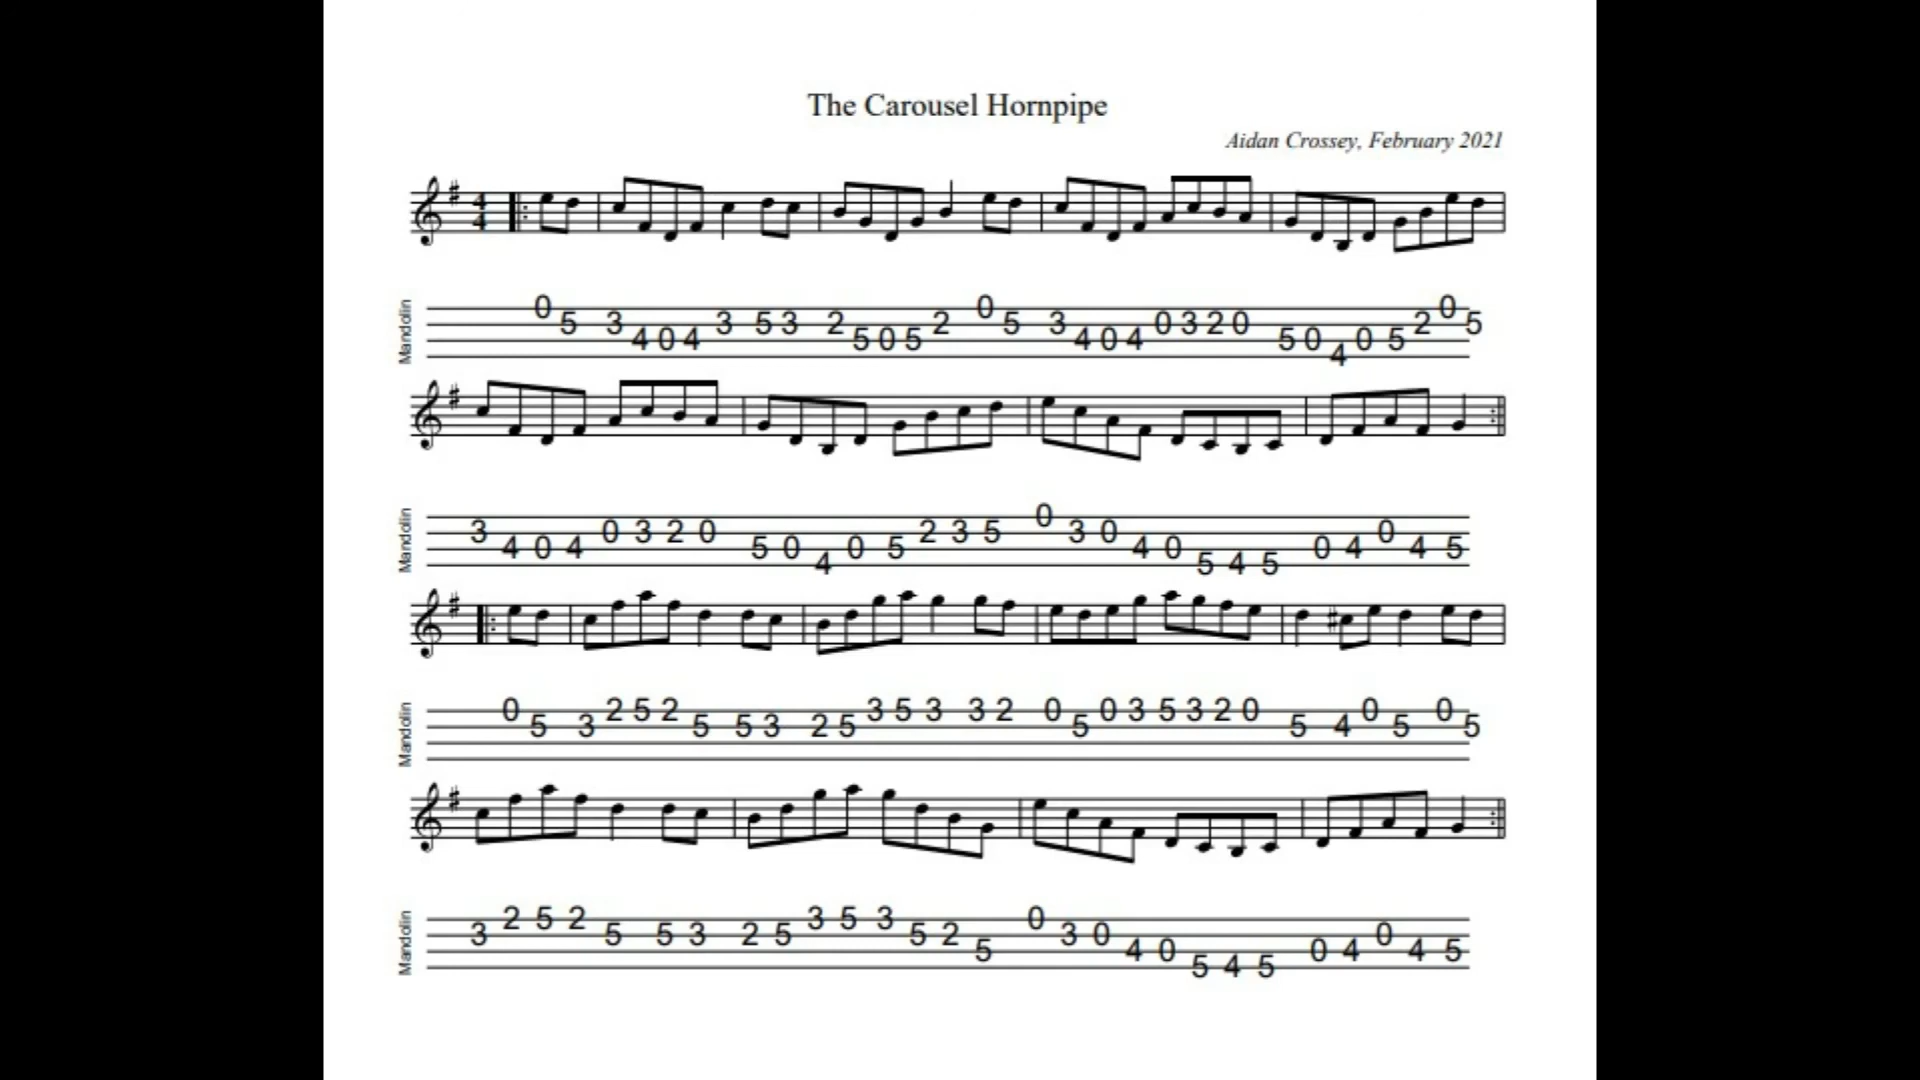 The Carousel Hornpipe
Aidan Crossey, February 2021
4
4
Mandolin 0 5 3 4 0 4 3 5 3 2 5 0 5 2 0 5 3 4 0 4 0 3 2 0 5 0 4 0 5 2 0 5
Mandolin 3 4 0 4 0 3 2 0 5 0 4 0 5 2 3 5 0 3 0 4 0 5 4 5 0 4 0 4 5
Mandolin 0 5 3 2 5 2 5 5 3 2 5 3 5 3 3 2 0 5 0 3 5 3 2 0 5 4 0 5 0 5
Mandolin 3 2 5 2 5 5 3 2 5 3 5 3 5 2 5 0 3 0 4 0 5 4 5 0 4 0 4 5